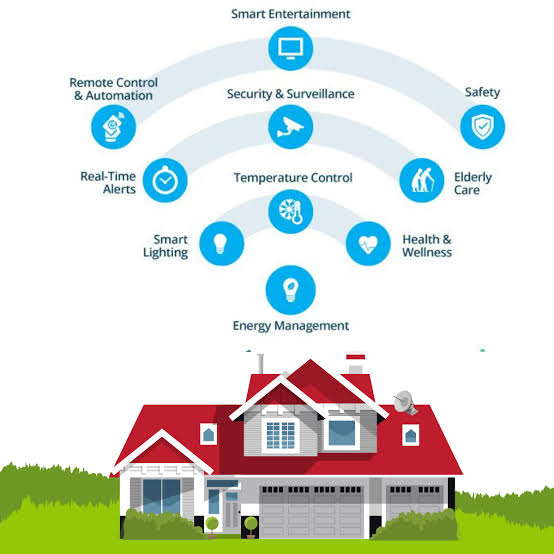 Smart Entertainment
Remote Control
& Automation
Security & Surveillance
Safety
Real-Time
Alerts
Temperature Control
Elderly
Care
Smart
Lighting
Health &
Wellness
Energy Management